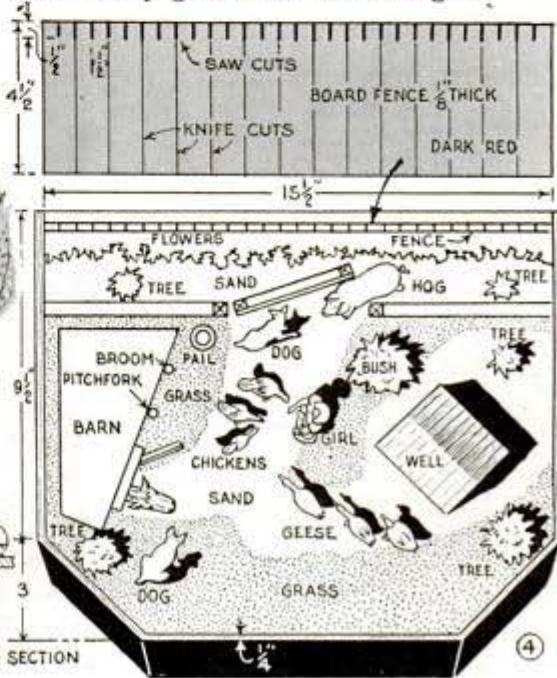 1/2"
1 1/2"
4 1/2"
SAW CUTS
BOARD FENCE 1/8" THICK
KNIFE CUTS
DARK RED
15 1/2"
FLOWERS
FENCE
TREE
SAND
HOG
TREE
9 1/2"
BROOM
PAIL
DOG
BUSH
TREE
PITCHFORK
GRASS
BARN
GIRL
WELL
CHICKENS
SAND
GEESE
TREE
TREE
DOG
GRASS
3
1/4"
SECTION
4